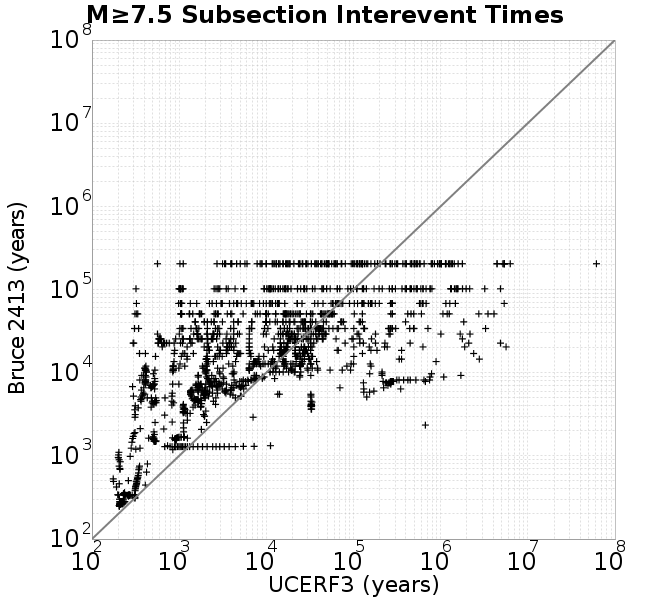 M≥7.5 Subsection Interevent Times
10^8
10^7
10^6
10^5
10^4
10^3
10^2
Bruce 2413 (years)
10^2 10^3 10^4 10^5 10^6 10^7 10^8
UCERF3 (years)